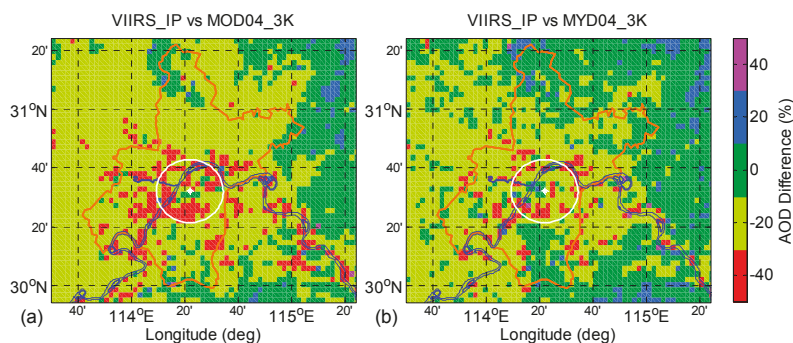 VIIRS_IP vs MOD04_3K
VIIRS_IP vs MYD04_3K
20'
31°N
40'
20'
30°N
(a)
40'
114°E
20'
40'
115°E
20'
Longitude (deg)
20'
31°N
40'
20'
30°N
(b)
40'
114°E
20'
40'
115°E
20'
Longitude (deg)
40
20
0
-20
-40
AOD Difference (%)